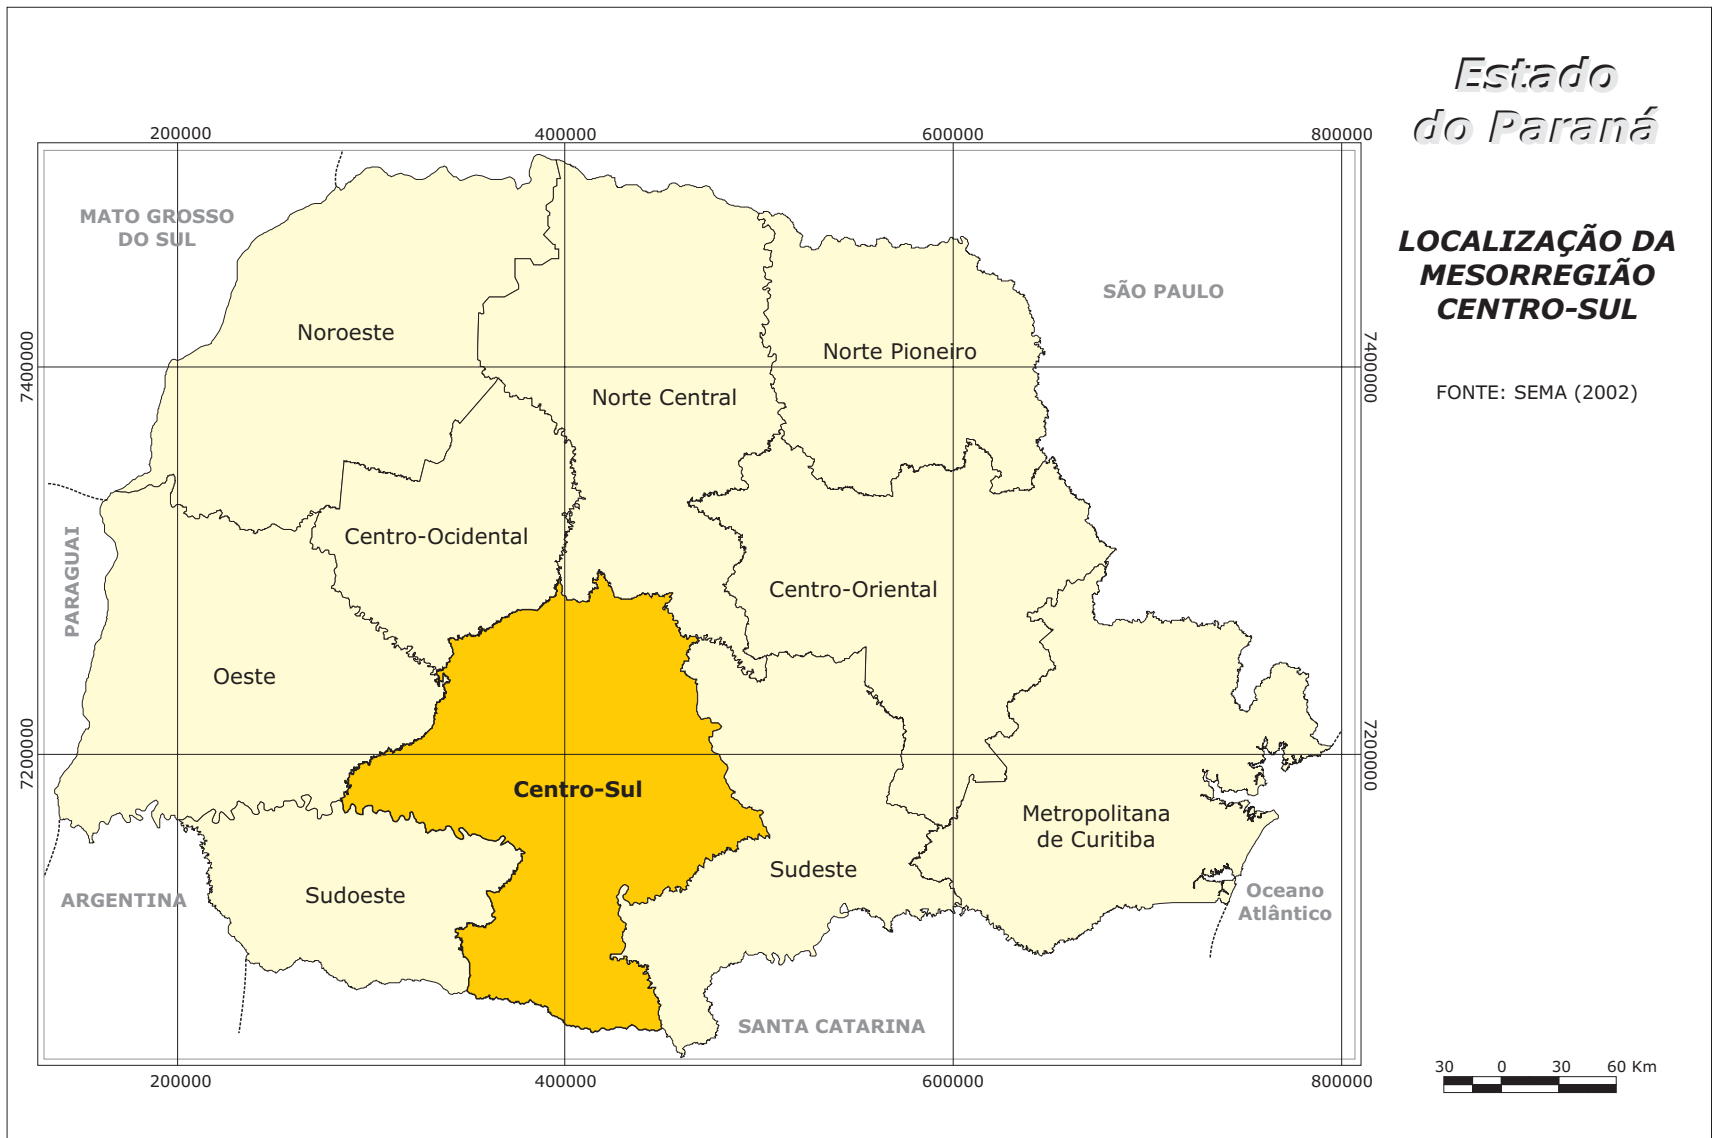 Estado
do Paraná
LOCALIZAÇÃO DA
MESORREGIÃO
CENTRO-SUL
FONTE: SEMA (2002)
200000
400000
600000
800000
MATO GROSSO
DO SUL
SÃO PAULO
Noroeste
Norte Pioneiro
7400000
7400000
Norte Central
Centro-Ocidental
PARAGUAI
Centro-Oriental
Oeste
7200000
7200000
Centro-Sul
Metropolitana
de Curitiba
Sudeste
Sudoeste
ARGENTINA
Oceano
Atlântico
SANTA CATARINA
200000
400000
600000
800000
30 0 30 60 Km